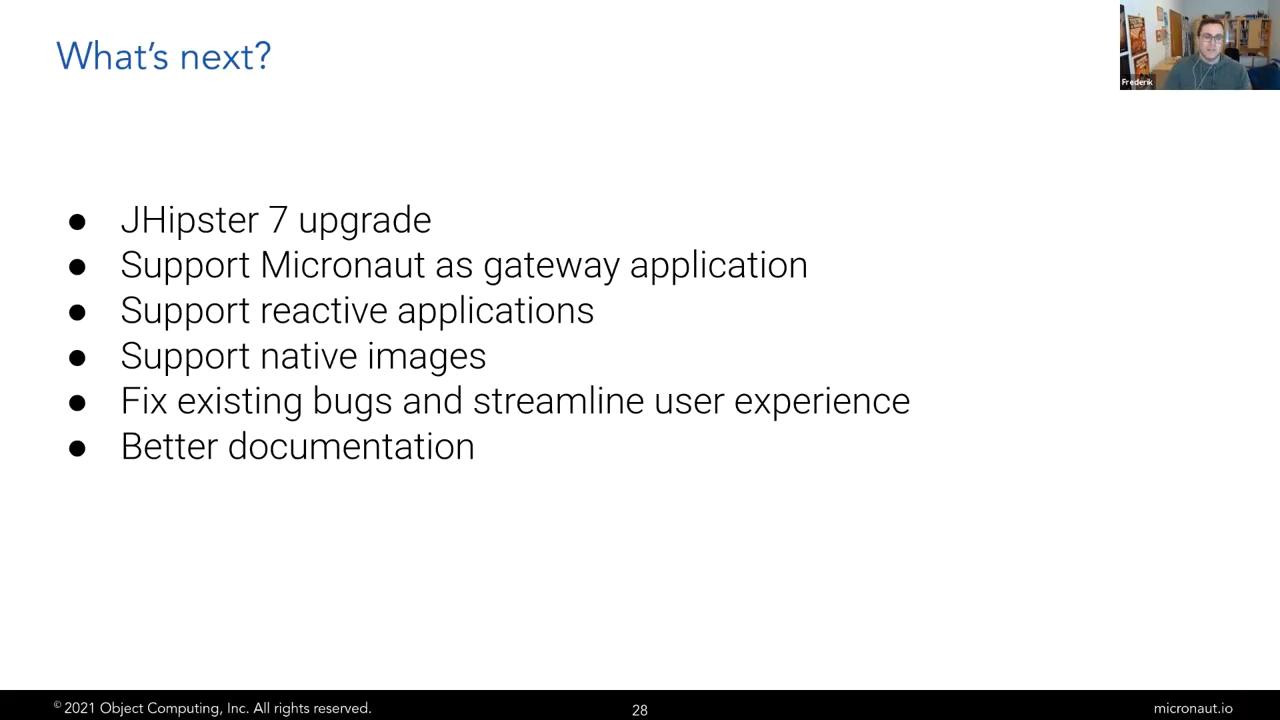 What's next?
Frederik
● JHipster 7 upgrade
● Support Micronaut as gateway application
● Support reactive applications
● Support native images
● Fix existing bugs and streamline user experience
● Better documentation
© 2021 Object Computing, Inc. All rights reserved.
28
micronaut.io